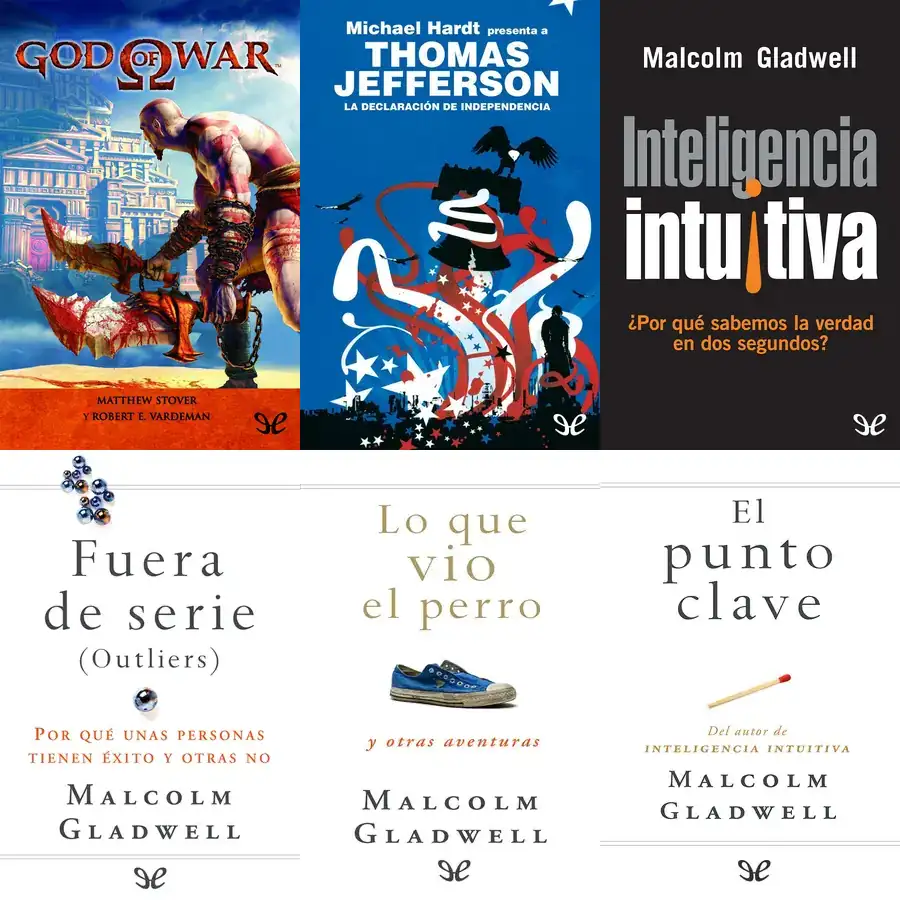 GOD OF WAR
MATTHEW STOVER
Y ROBERT E. VARDEMAN
Michael Hardt presenta a
THOMAS
JEFFERSON
LA DECLARACIÓN DE INDEPENDENCIA
Malcolm Gladwell
Inteligencia
intuitiva
¿Por qué sabemos la verdad
en dos segundos?
Fuera
de serie
(Outliers)
POR QUÉ UNAS PERSONAS
TIENEN ÉXITO Y OTRAS NO
MALCOLM
GLADWELL
Lo que
vio
el perro
y otras aventuras
MALCOLM
GLADWELL
El
punto
clave
Del autor de
INTELIGENCIA INTUITIVA
MALCOLM
GLADWELL